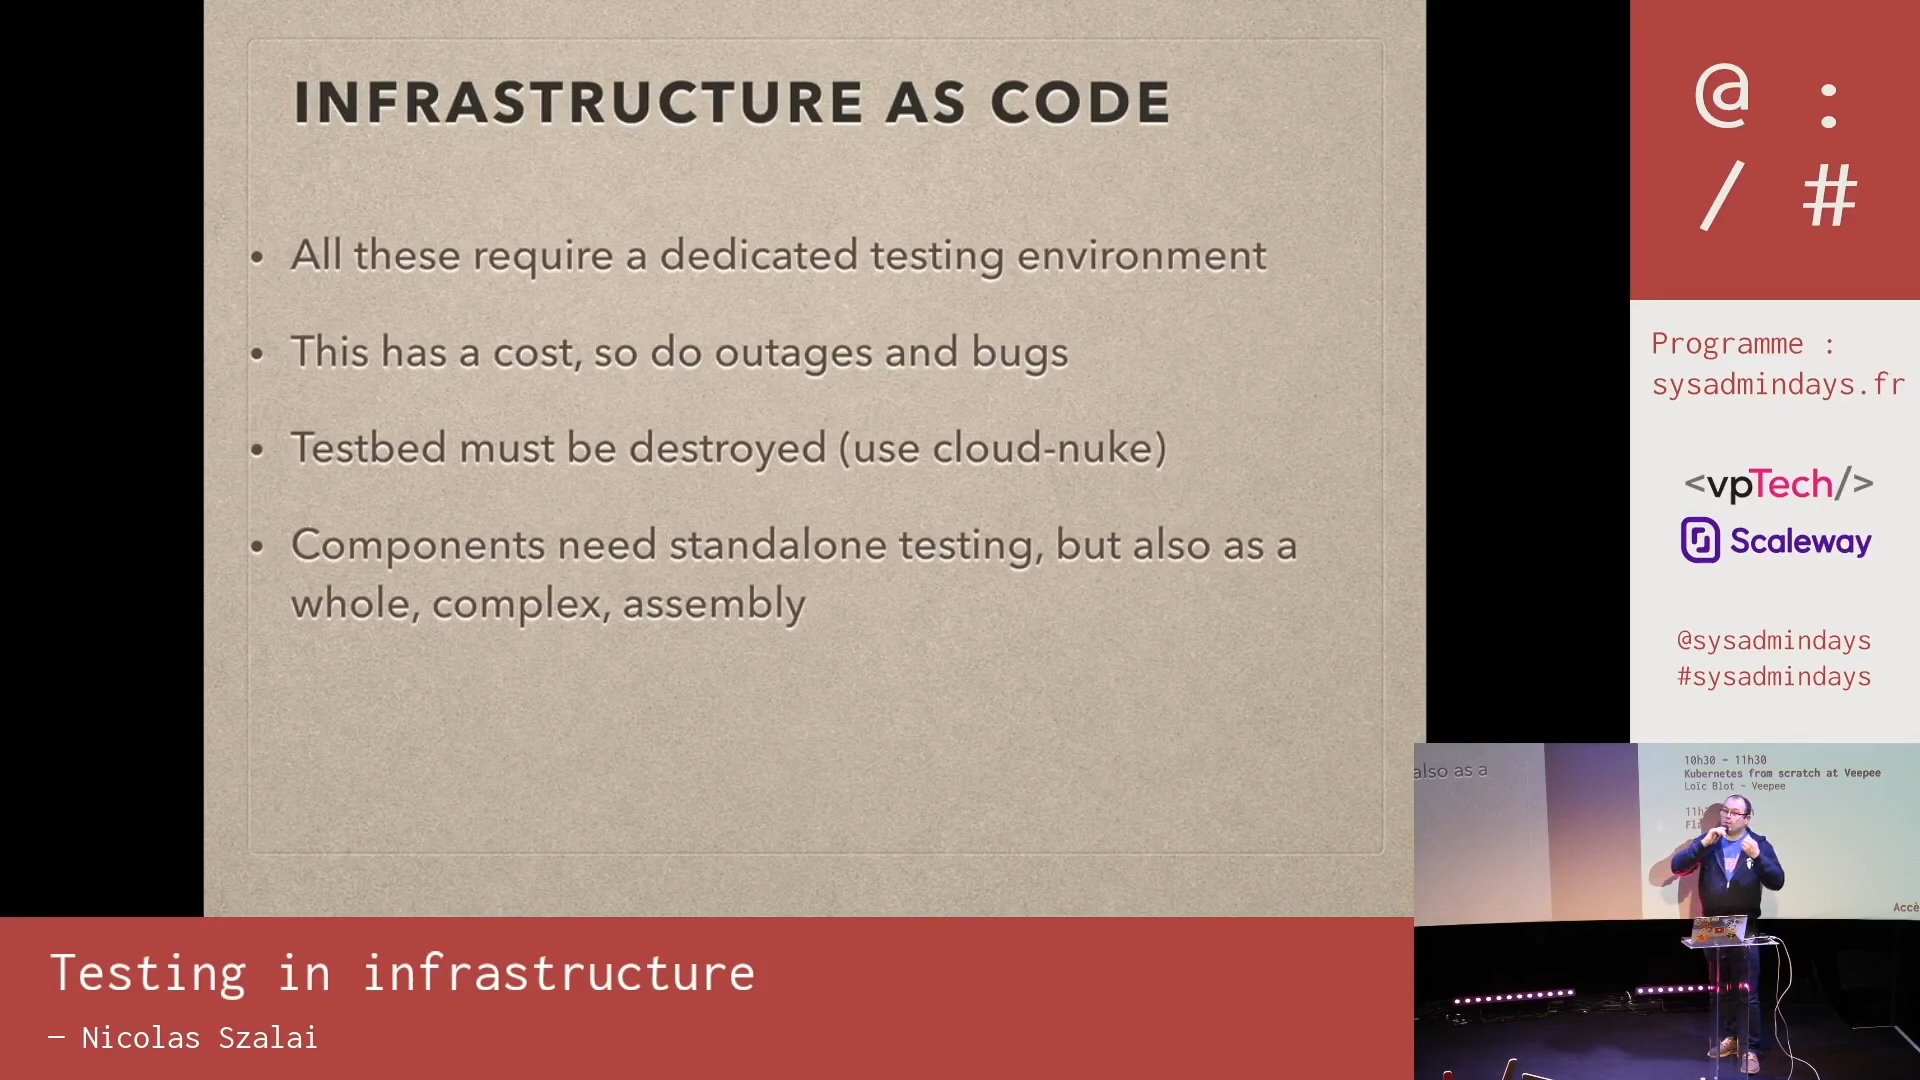 INFRASTRUCTURE AS CODE
• All these require a dedicated testing environment
• This has a cost, so do outages and bugs
• Testbed must be destroyed (use cloud-nuke)
• Components need standalone testing, but also as a
whole, complex, assembly
@ :
/ #
Programme :
sysadmindays.fr
<vpTech/>
Scaleway
@sysadmindays
#sysadmindays
also as a
10h30 - 11h30
Kubernetes from scratch at Veepee
Loïc Blot - Veepee
Testing in infrastructure
— Nicolas Szalai